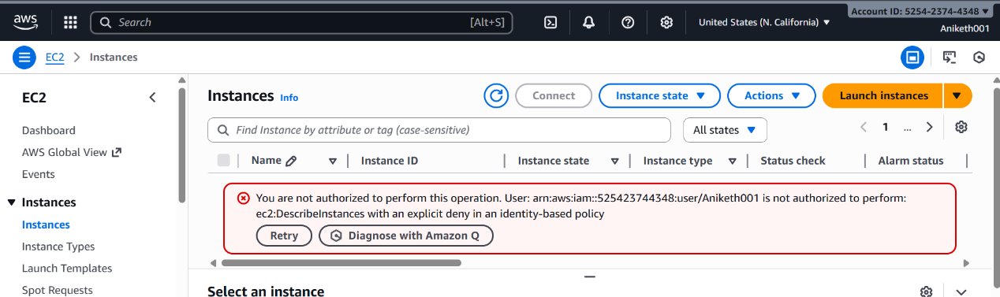 aws
Search [Alt+S]
United States (N. California)
Account ID: 5254-2374-4348
Aniketh001
EC2 > Instances
EC2
Dashboard
AWS Global View
Events
Instances
Instances
Instance Types
Launch Templates
Spot Requests
Instances Info
Connect
Instance state
Actions
Launch instances
Find Instance by attribute or tag (case-sensitive)
All states
1 ...
Name Instance ID Instance state Instance type Status check Alarm status
You are not authorized to perform this operation. User: arn:aws:iam::525423744348:user/Aniketh001 is not authorized to perform:
ec2:DescribeInstances with an explicit deny in an identity-based policy
Retry
Diagnose with Amazon Q
Select an instance